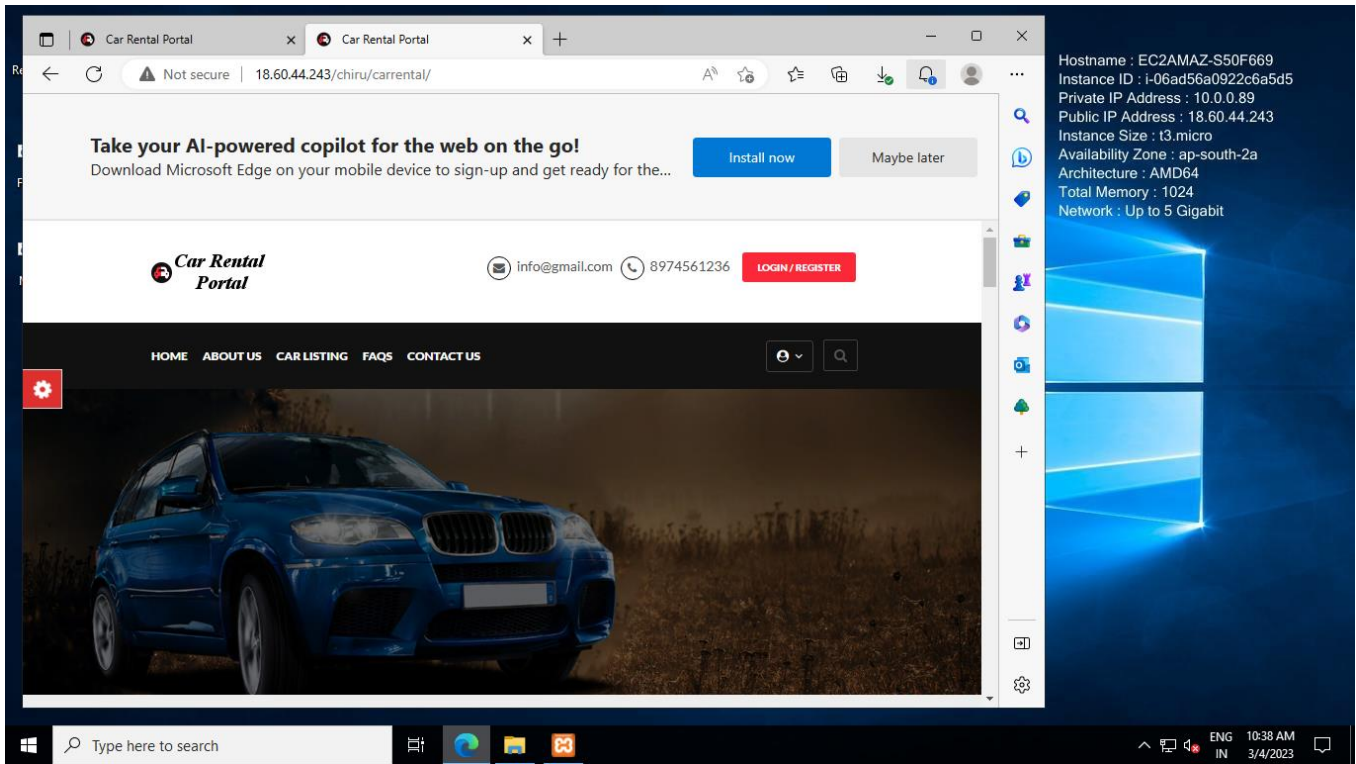 Car Rental Portal
Car Rental Portal
Not secure | 18.60.44.243/chiru/carrental/
Hostname : EC2AMAZ-S50F669
Instance ID : i-06ad56a0922c6a5d5
Private IP Address : 10.0.0.89
Public IP Address : 18.60.44.243
Instance Size : t3.micro
Availability Zone : ap-south-2a
Architecture : AMD64
Total Memory : 1024
Network : Up to 5 Gigabit
Take your AI-powered copilot for the web on the go!
Download Microsoft Edge on your mobile device to sign-up and get ready for the...
Install now
Maybe later
Car Rental
Portal
info@gmail.com
8974561236
LOGIN / REGISTER
HOME ABOUT US CAR LISTING FAQS CONTACT US
Type here to search
ENG
IN
10:38 AM
3/4/2023